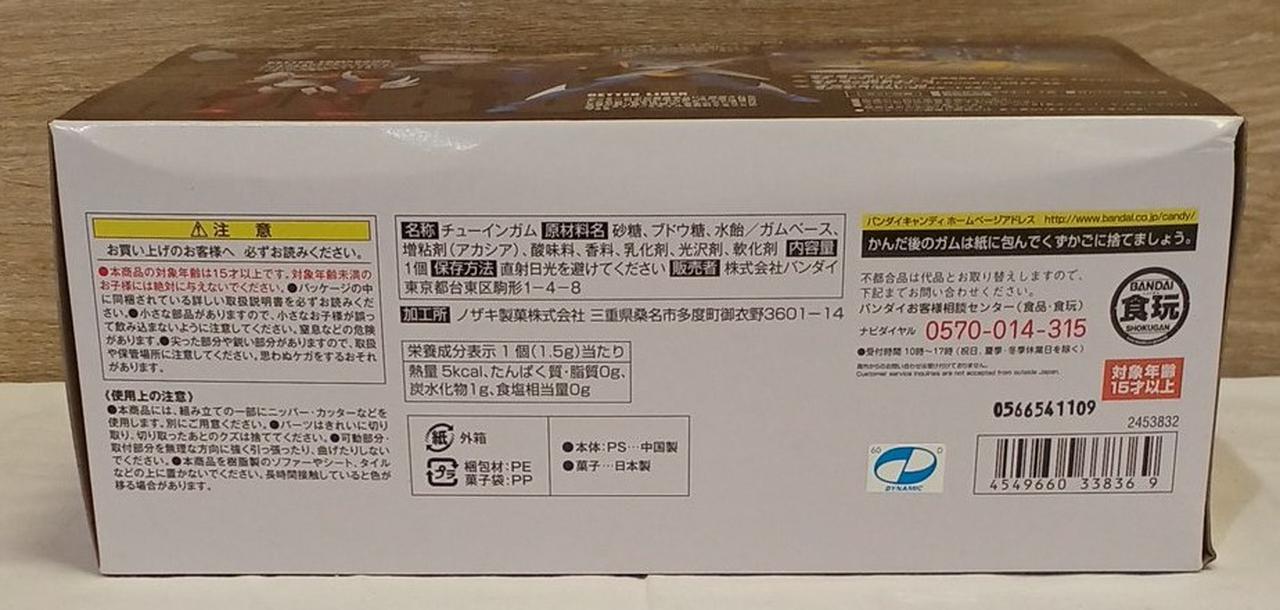 BETTER LIGER
⚠注 意
お買い上げのお客様へ 必ずお読みください。
●本商品の対象年齢は15才以上です。対象年齢未満の
お子様には絶対に与えないでください。●パッケージの中
に同梱されている詳しい取扱説明書を必ずお読みくだ
さい。●小さな部品がありますので、小さなお子様が誤っ
て飲み込まないように注意してください。窒息などの危険
があります。●尖った部分や鋭い部分がありますので、取扱
や保管場所に注意してください。思わぬケガをするおそれ
があります。
《使用上の注意》
●本商品には、組み立ての一部にニッパー・カッターなどを
使用します。別にご用意ください。●パーツはきれいに切り
取り、切り取ったあとのクズは捨ててください。●可動部分・
取付部分を無理な方向に強く引っ張ったり、曲げたりしない
でください。●本商品を樹脂製のソファーやシート、タイル
などの上に置かないでください。長時間接触していると色が
移る場合があります。
名称 チューインガム 原材料名 砂糖、ブドウ糖、水飴／ガムベース、
増粘剤(アカシア)、酸味料、香料、乳化剤、光沢剤、軟化剤 内容量
1個 保存方法 直射日光を避けてください 販売者 株式会社バンダイ
東京都台東区駒形1-4-8
加工所 ノザキ製菓株式会社 三重県桑名市多度町御衣野3601-14
栄養成分表示 1個(1.5g)当たり
熱量 5kcal、たんぱく質・脂質0g、
炭水化物1g、食塩相当量0g
紙 外箱
プラ 梱包材:PE
菓子袋:PP
●本体:PS…中国製
●菓子…日本製
バンダイキャンディ ホームページアドレス http://www.bandai.co.jp/candy/
かんだ後のガムは紙に包んでくずかごに捨てましょう。
不都合品は代品とお取り替えしますので、
下記までお問い合わせください。
バンダイお客様相談センター(食品・食玩)
ナビダイヤル 0570-014-315
●受付時間 10時〜17時(祝日、夏季・冬季休業日を除く)
海外からのお問い合わせは受け付けておりません。
Customer service inquiries are not accepted from outside Japan.
BANDAI
食玩
SHOKUGAN
対象年齢
15才以上
0566541109
2453832
60 D
DYNAMIC
4549660 33836 9